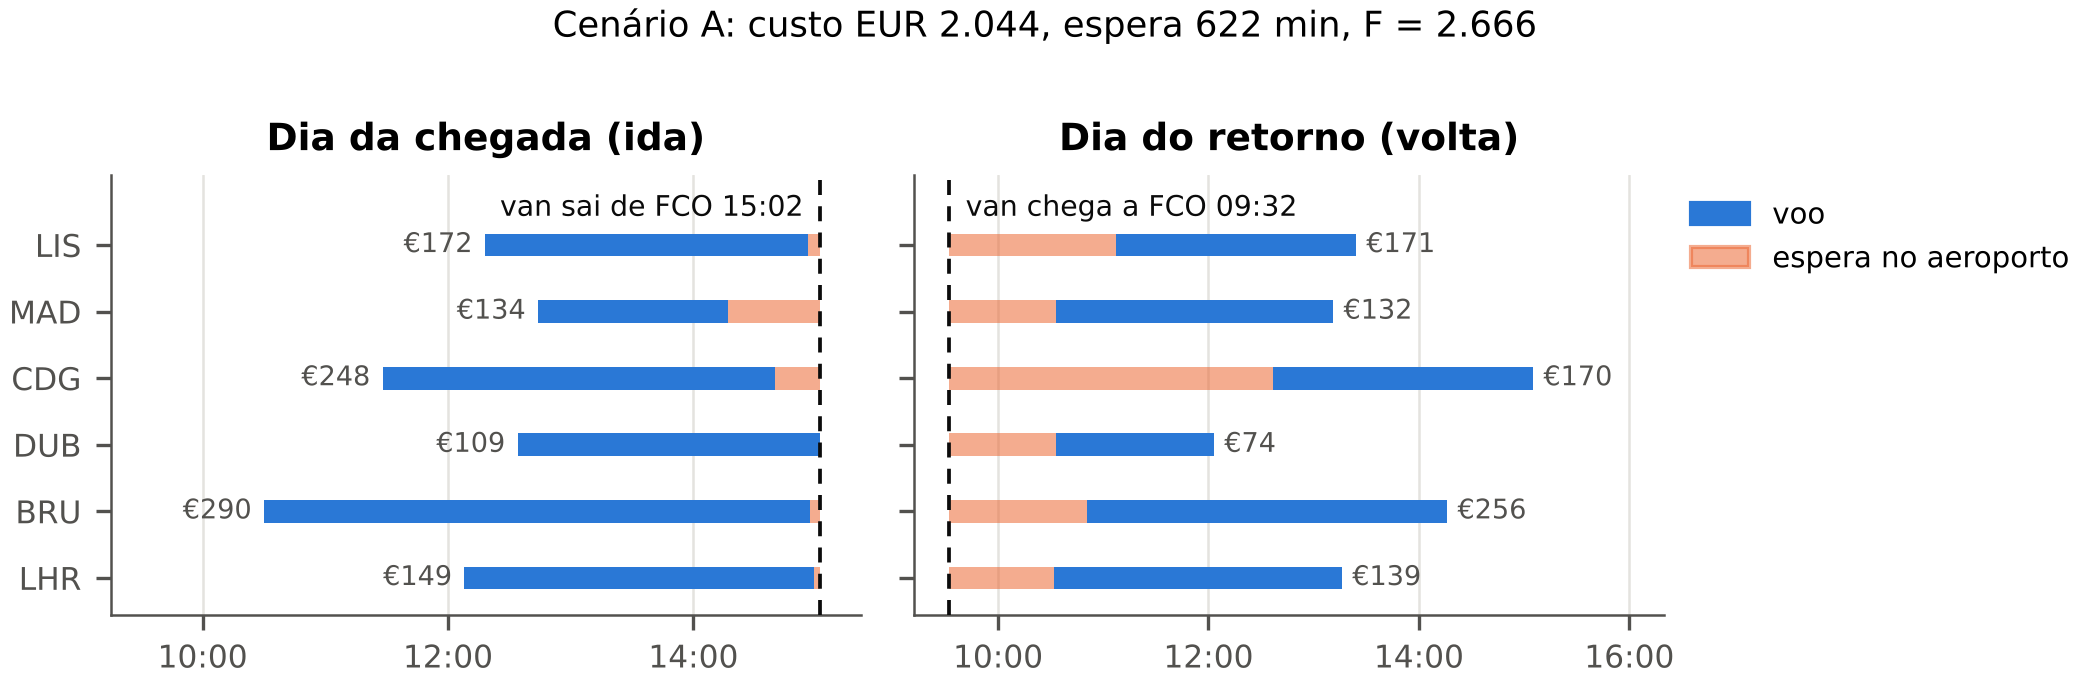 Cenário A: custo EUR 2.044, espera 622 min, F = 2.666
Dia da chegada (ida)
Dia do retorno (volta)
van sai de FCO 15:02
van chega a FCO 09:32
voo
espera no aeroporto
LIS €172 €171
MAD €134 €132
CDG €248 €170
DUB €109 €74
BRU €290 €256
LHR €149 €139
10:00 12:00 14:00
10:00 12:00 14:00 16:00